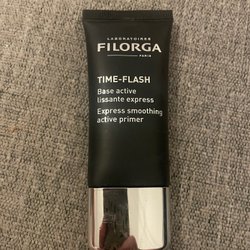 LABORATOIRES
FILORGA
PARIS
TIME-FLASH
Base active
lissante express
Express smoothing
active primer